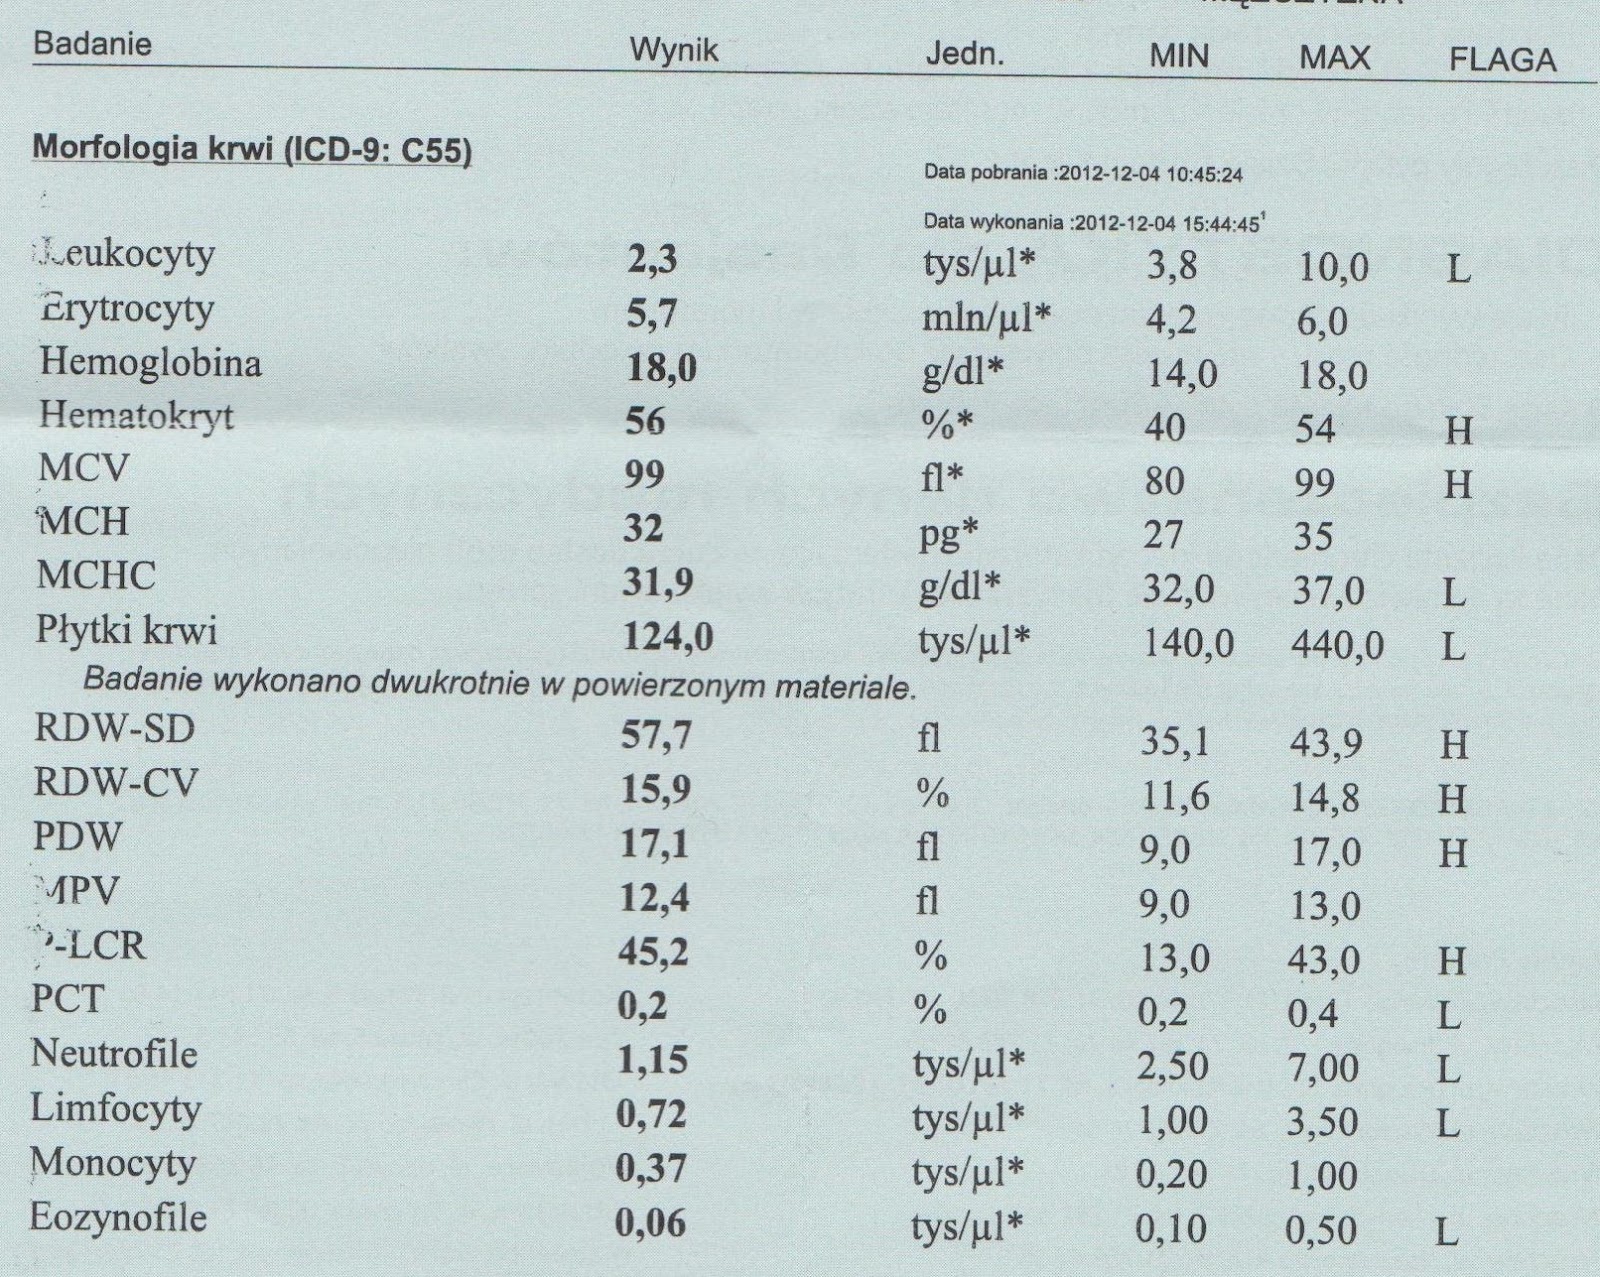 Badanie Wynik Jedn. MIN MAX FLAGA
Morfologia krwi (ICD-9: C55)
Data pobrania :2012-12-04 10:45:24
Data wykonania :2012-12-04 15:44:45¹
Leukocyty 2,3 tys/µl* 3,8 10,0 L
Erytrocyty 5,7 mln/µl* 4,2 6,0
Hemoglobina 18,0 g/dl* 14,0 18,0
Hematokryt 56 %* 40 54 H
MCV 99 fl* 80 99 H
MCH 32 pg* 27 35
MCHC 31,9 g/dl* 32,0 37,0 L
Płytki krwi 124,0 tys/µl* 140,0 440,0 L
Badanie wykonano dwukrotnie w powierzonym materiale.
RDW-SD 57,7 fl 35,1 43,9 H
RDW-CV 15,9 % 11,6 14,8 H
PDW 17,1 fl 9,0 17,0 H
MPV 12,4 fl 9,0 13,0
P-LCR 45,2 % 13,0 43,0 H
PCT 0,2 % 0,2 0,4 L
Neutrofile 1,15 tys/µl* 2,50 7,00 L
Limfocyty 0,72 tys/µl* 1,00 3,50 L
Monocyty 0,37 tys/µl* 0,20 1,00
Eozynofile 0,06 tys/µl* 0,10 0,50 L